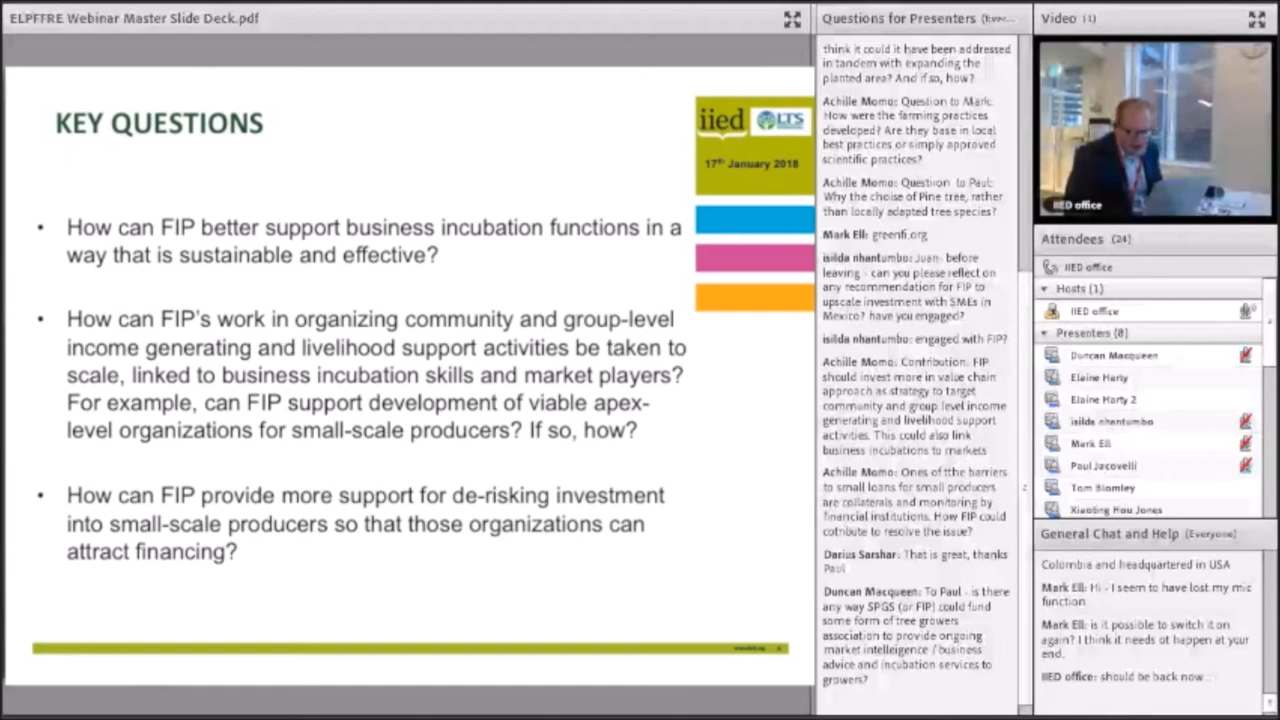 ELPFFRE Webinar Master Slide Deck.pdf
KEY QUESTIONS
iied
LTS
17th January 2018
• How can FIP better support business incubation functions in a
way that is sustainable and effective?
• How can FIP's work in organizing community and group-level
income generating and livelihood support activities be taken to
scale, linked to business incubation skills and market players?
For example, can FIP support development of viable apex-
level organizations for small-scale producers? If so, how?
• How can FIP provide more support for de-risking investment
into small-scale producers so that those organizations can
attract financing?
Questions for Presenters (Ever...
think it could it have been addressed
in tandem with expanding the
planted area? And if so, how?
Achille Momo: Question to Mark:
How were the farming practices
developed? Are they base in local
best practices or simply approved
scientific practices?
Achille Momo: Question to Paul:
Why the choise of Pine tree, rather
than locally adapted tree species?
Mark Ell: greenfi.org
isilda nhantumbo: Juan- before
leaving - can you please reflect on
any recommendation for FIP to
upscale investment with SMEs in
Mexico? have you engaged?
isilda nhantumbo: engaged with FIP?
Achille Momo: Contribution. FIP
should invest more in value chain
approach as strategy to target
community and group level income
generating and livelihood support
activities. This could also link
business incubations to markets
Achille Momo: Ones of tthe barriers
to small loans for small producers
are collaterals and monitoring by
financial institutions. How FIP could
cotribute to resolve the issue?
Darius Sarshar: That is great, thanks
Paul
Duncan Macqueen: To Paul - is there
any way SPGS (or FIP) could fund
some form of tree growers
association to provide ongoing
market intelleigence / business
advice and incubation services to
growers?
Video (1)
IIED office
Attendees (24)
IIED office
Hosts (1)
IIED office
Presenters (8)
Duncan Macqueen
Elaine Harty
Elaine Harty 2
isilda nhantumbo
Mark Ell
Paul Jacovelli
Tom Blomley
Xiaoting Hou Jones
General Chat and Help (Everyone)
Colombia and headquartered in USA
Mark Ell: Hi - I seem to have lost my mic
function
Mark Ell: is it possible to switch it on
again? I think it needs ot happen at your
end.
IIED office: should be back now...